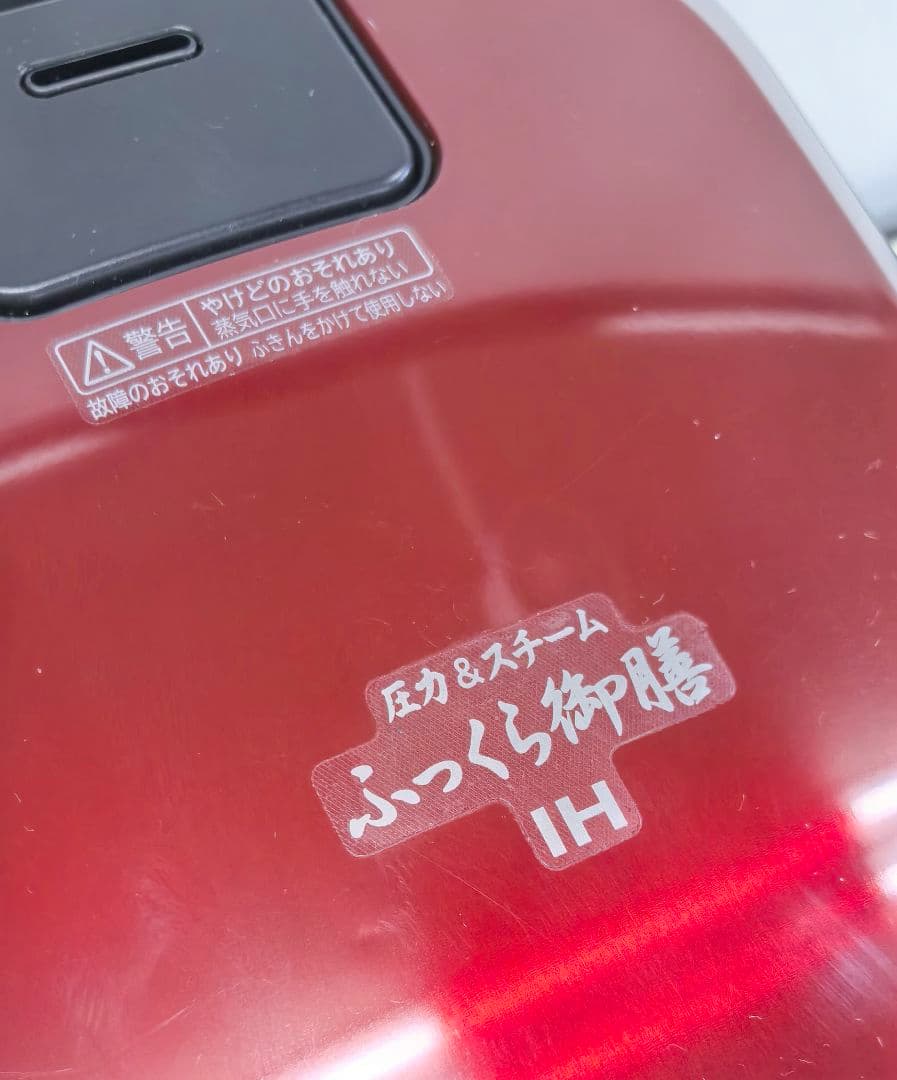 警告
やけどのおそれあり
蒸気口に手を触れない
故障のおそれあり ふきんをかけて使用しない
圧力&スチーム
ふっくら御膳
IH